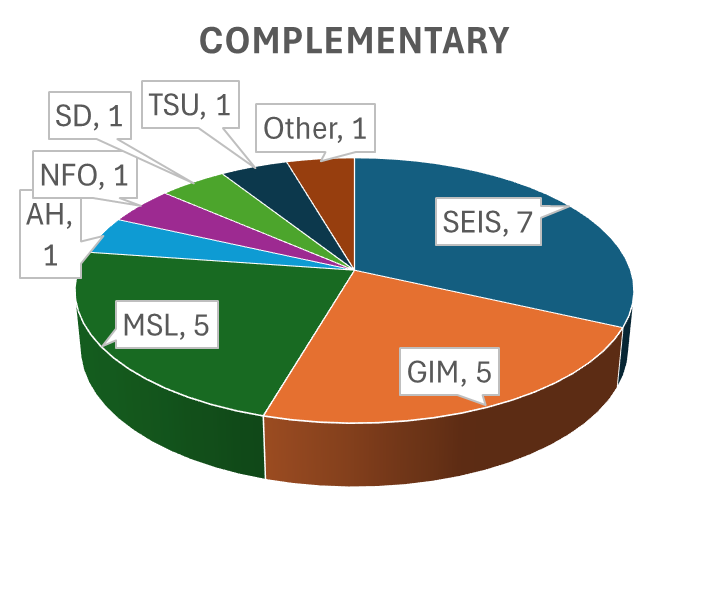 COMPLEMENTARY
TSU, 1
SD, 1
Other, 1
NFO, 1
AH,
1
SEIS, 7
MSL, 5
GIM, 5